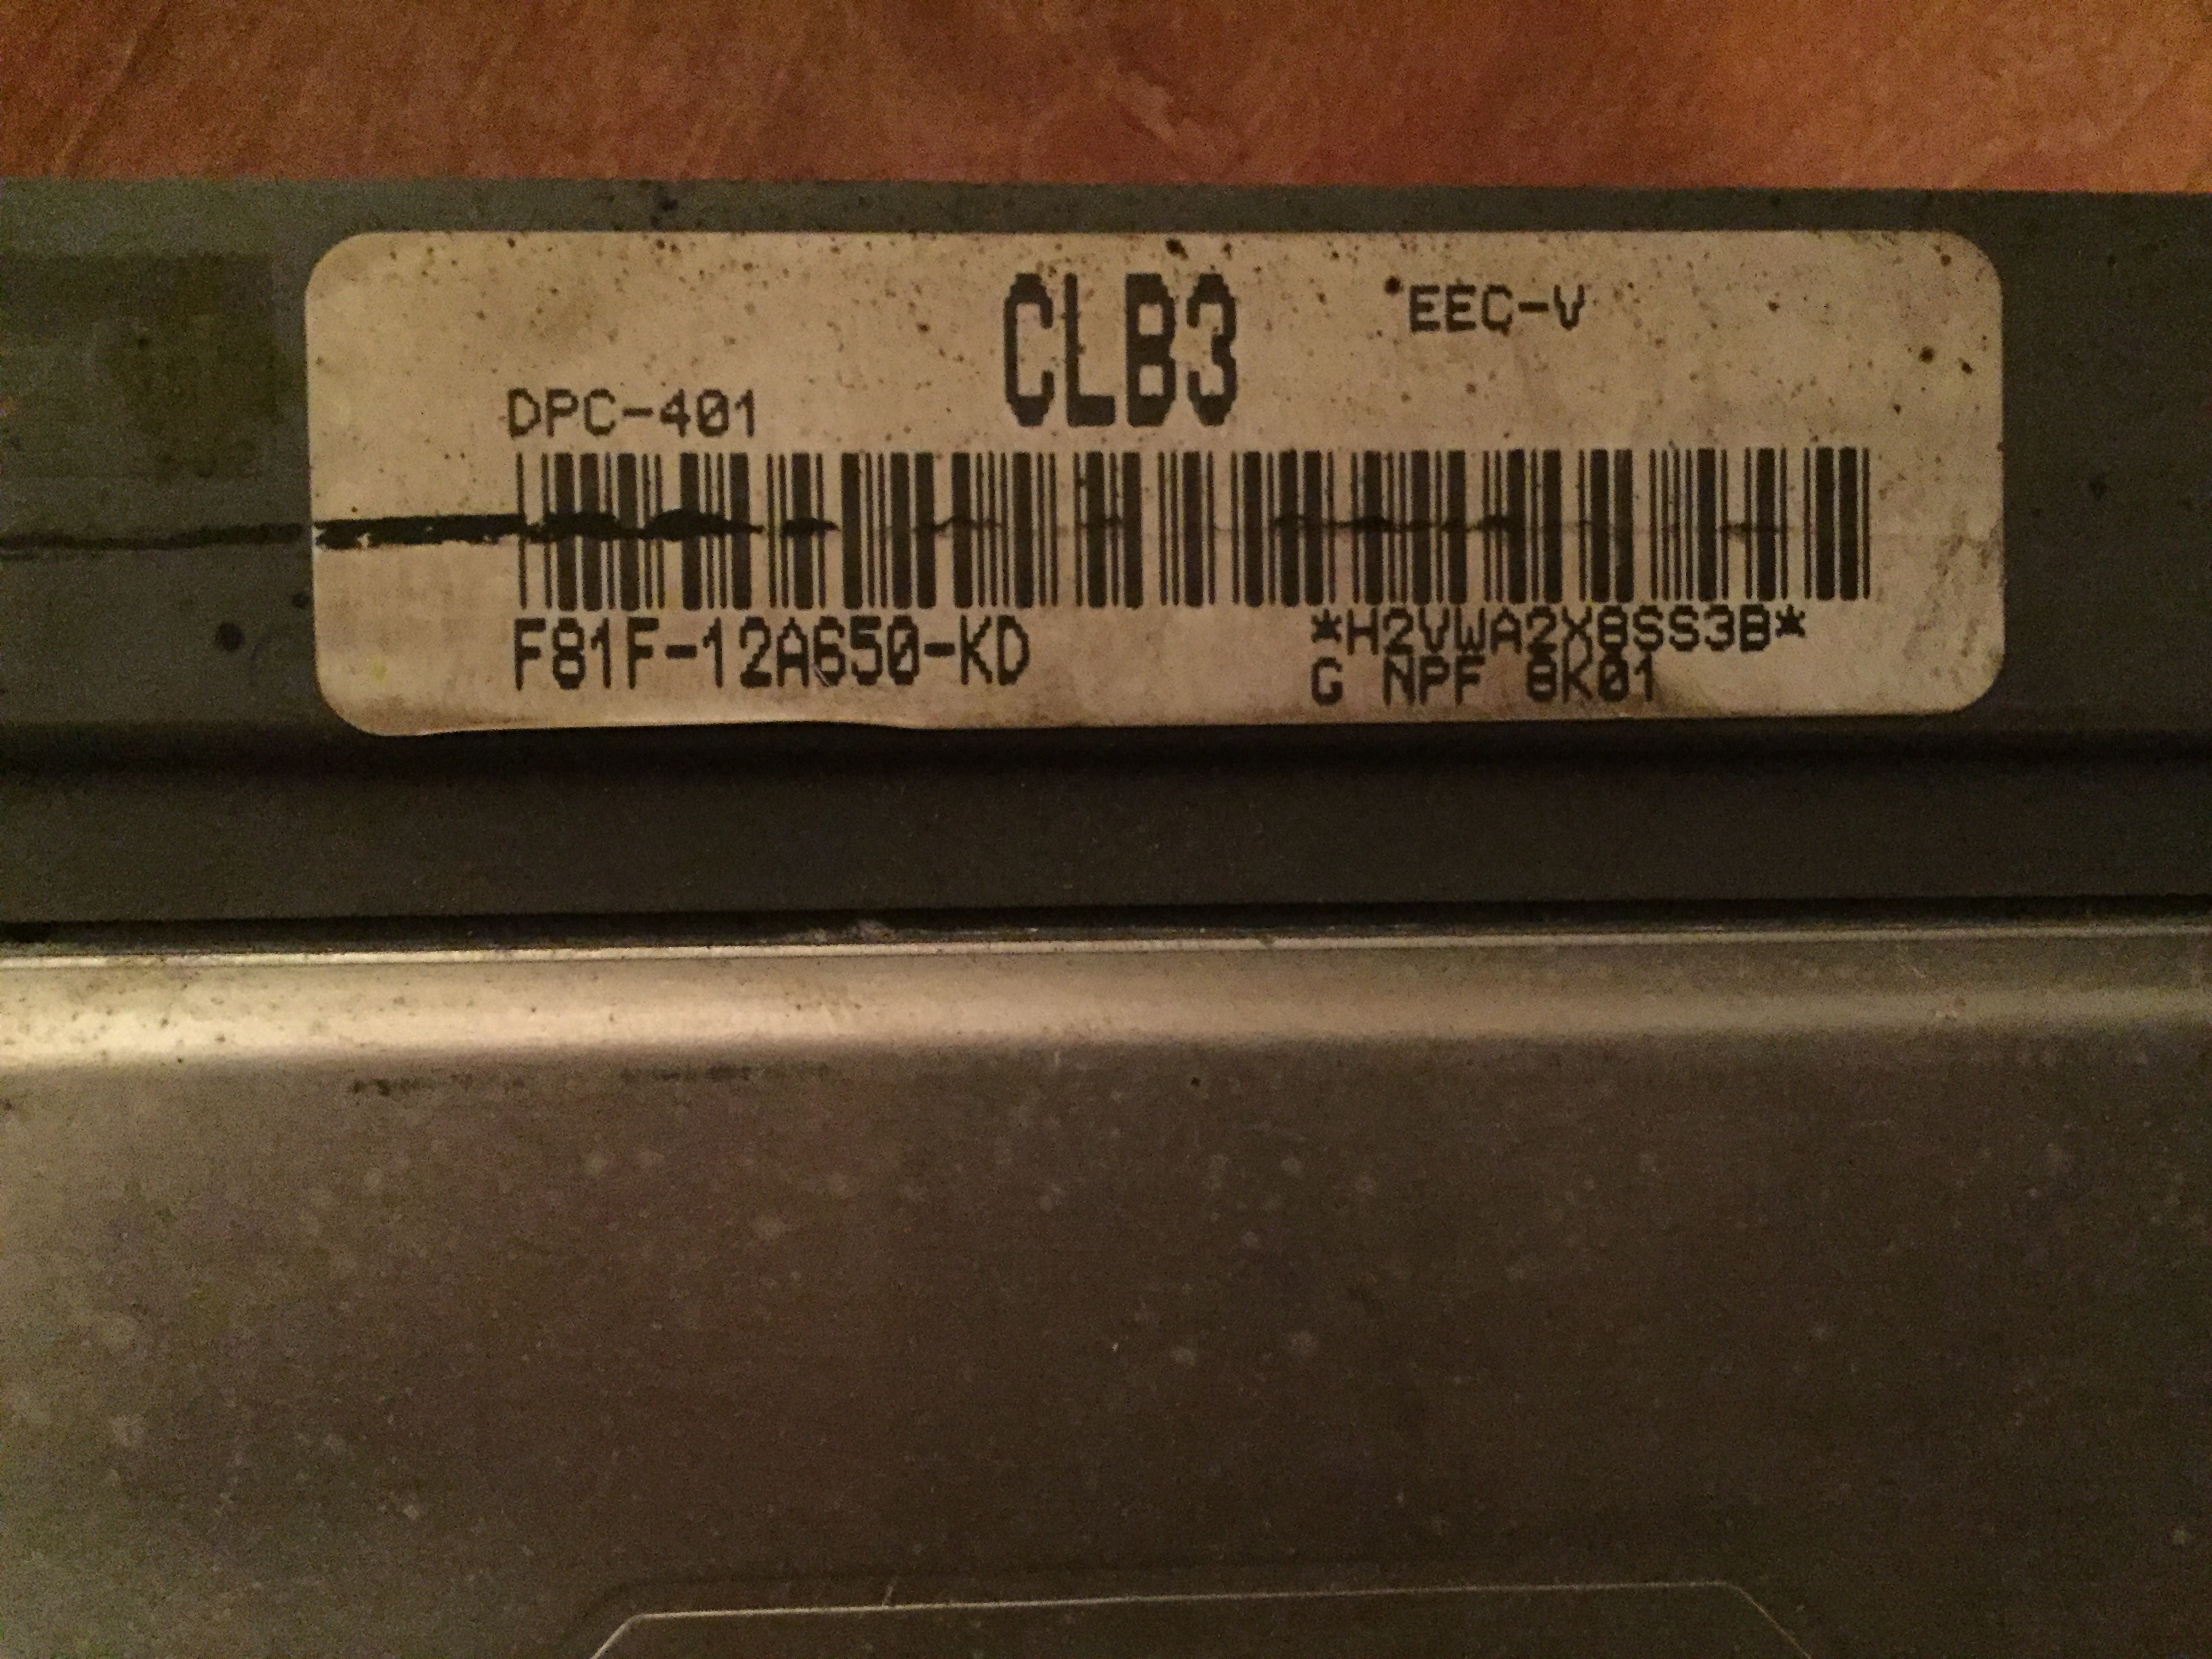 CLB3
EEC-V
DPC-401
F81F-12A650-KD
*H2VWA2X8SS3B*
G NPF 8K01